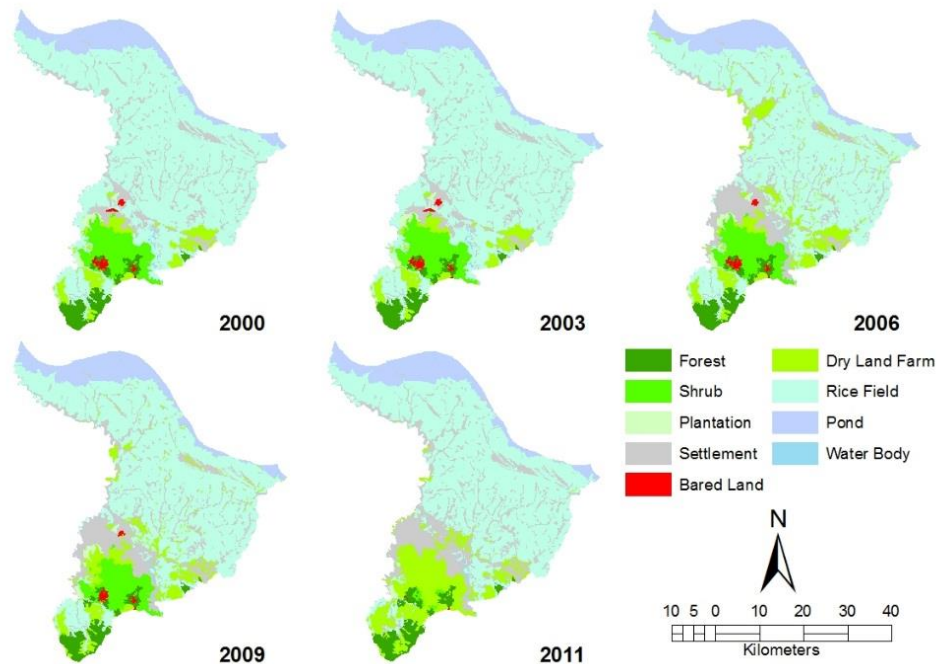 2000
2003
2006
Forest
Shrub
Plantation
Settlement
Bared Land
Dry Land Farm
Rice Field
Pond
Water Body
2009
2011
N
10 5 0 10 20 30 40
Kilometers